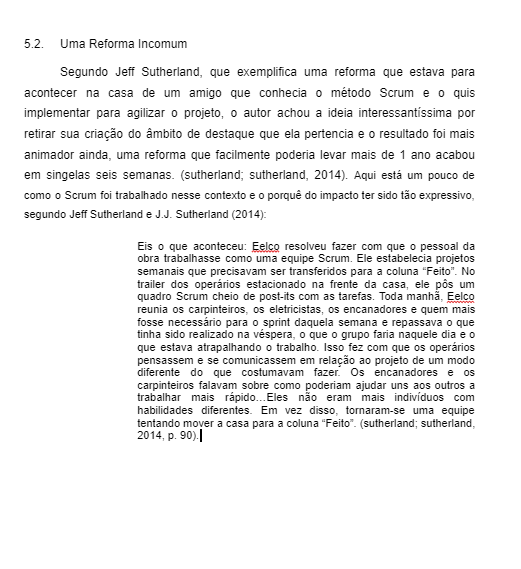 5.2. Uma Reforma Incomum
Segundo Jeff Sutherland, que exemplifica uma reforma que estava para
acontecer na casa de um amigo que conhecia o método Scrum e o quis
implementar para agilizar o projeto, o autor achou a ideia interessantíssima por
retirar sua criação do âmbito de destaque que ela pertencia e o resultado foi mais
animador ainda, uma reforma que facilmente poderia levar mais de 1 ano acabou
em singelas seis semanas. (sutherland; sutherland, 2014). Aqui está um pouco de
como o Scrum foi trabalhado nesse contexto e o porquê do impacto ter sido tão expressivo,
segundo Jeff Sutherland e J.J. Sutherland (2014):
Eis o que aconteceu: Eelco resolveu fazer com que o pessoal da
obra trabalhasse como uma equipe Scrum. Ele estabelecia projetos
semanais que precisavam ser transferidos para a coluna “Feito”. No
trailer dos operários estacionado na frente da casa, ele pôs um
quadro Scrum cheio de post-its com as tarefas. Toda manhã, Eelco
reunia os carpinteiros, os eletricistas, os encanadores e quem mais
fosse necessário para o sprint daquela semana e repassava o que
tinha sido realizado na véspera, o que o grupo faria naquele dia e o
que estava atrapalhando o trabalho. Isso fez com que os operários
pensassem e se comunicassem em relação ao projeto de um modo
diferente do que costumavam fazer. Os encanadores e os
carpinteiros falavam sobre como poderiam ajudar uns aos outros a
trabalhar mais rápido...Eles não eram mais indivíduos com
habilidades diferentes. Em vez disso, tornaram-se uma equipe
tentando mover a casa para a coluna “Feito”. (sutherland; sutherland,
2014, p. 90).